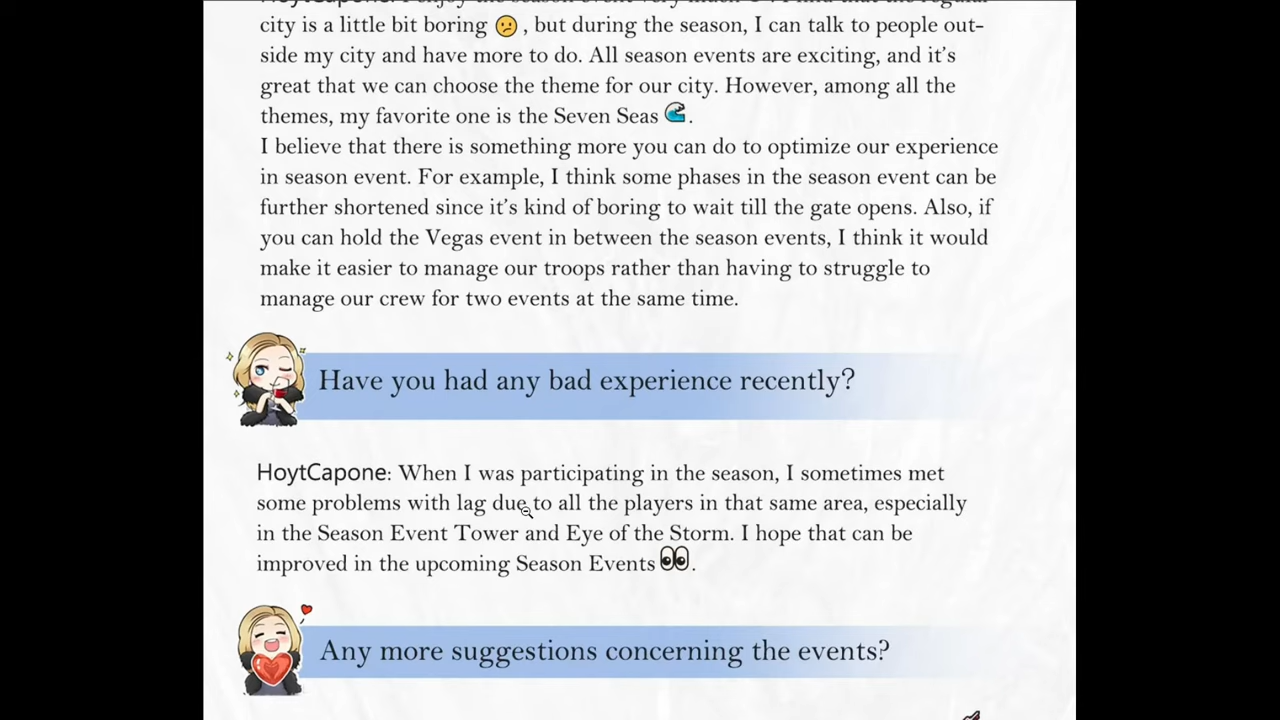 city is a little bit boring 😕, but during the season, I can talk to people out-
side my city and have more to do. All season events are exciting, and it's
great that we can choose the theme for our city. However, among all the
themes, my favorite one is the Seven Seas 🌊.
I believe that there is something more you can do to optimize our experience
in season event. For example, I think some phases in the season event can be
further shortened since it's kind of boring to wait till the gate opens. Also, if
you can hold the Vegas event in between the season events, I think it would
make it easier to manage our troops rather than having to struggle to
manage our crew for two events at the same time.
Have you had any bad experience recently?
HoytCapone: When I was participating in the season, I sometimes met
some problems with lag due to all the players in that same area, especially
in the Season Event Tower and Eye of the Storm. I hope that can be
improved in the upcoming Season Events 👀.
Any more suggestions concerning the events?